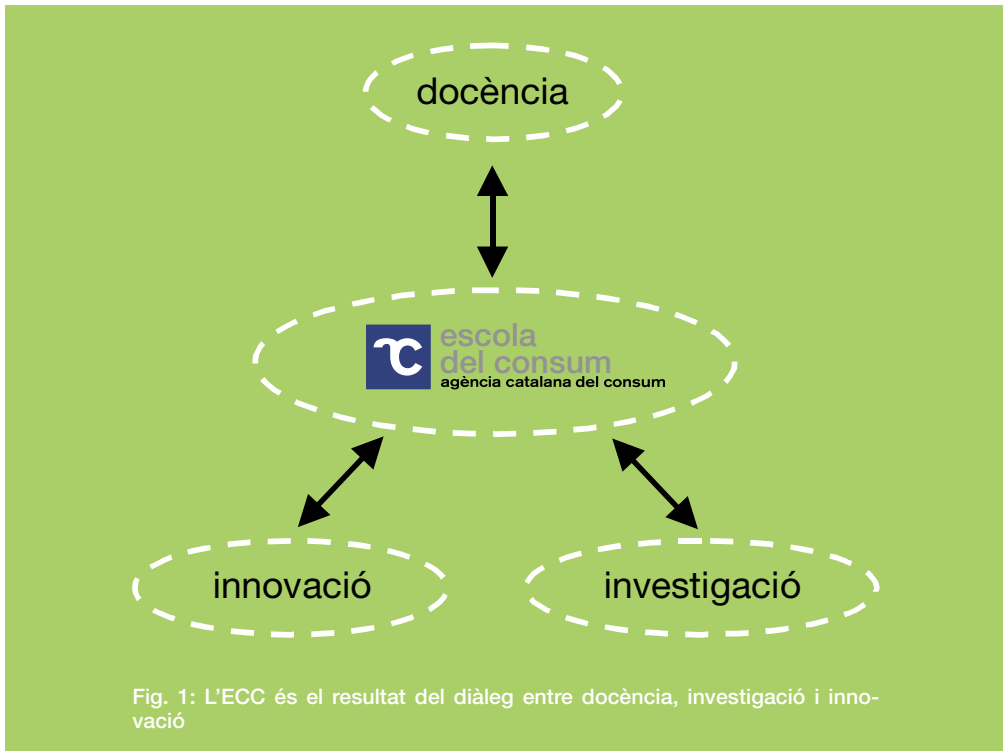 docència
escola
del consum
agència catalana del consum
innovació
investigació
Fig. 1: L'ECC és el resultat del diàleg entre docència, investigació i inno-
vació